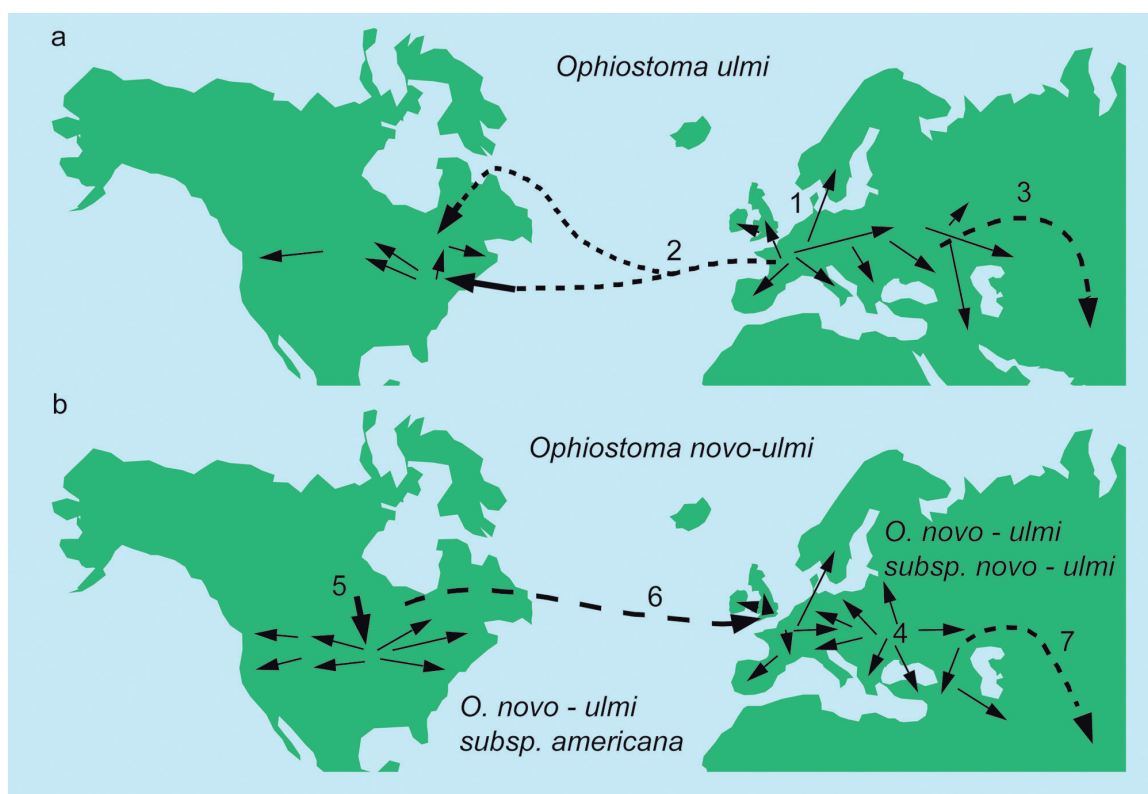 a
Ophiostoma ulmi
1
2
3
b
Ophiostoma novo-ulmi
O. novo - ulmi
subsp. novo - ulmi
5
6
4
7
O. novo - ulmi
subsp. americana